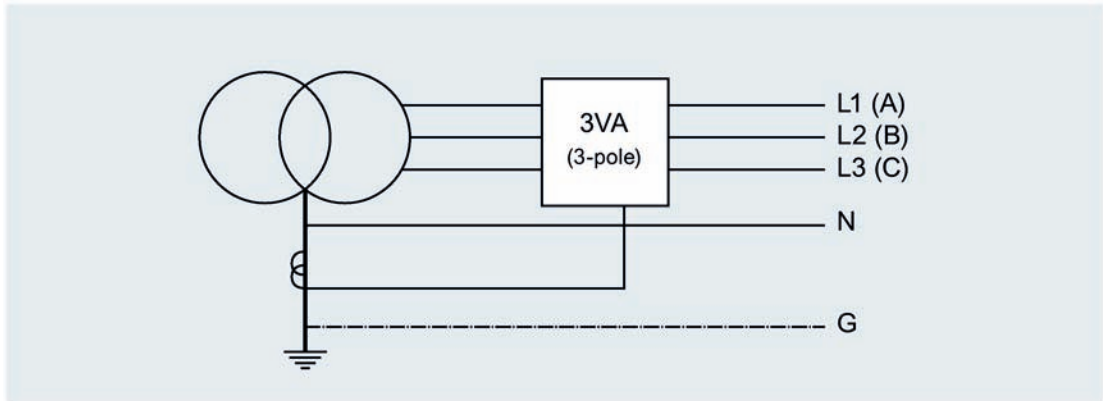 3VA
(3-pole)
L1 (A)
L2 (B)
L3 (C)
N
G